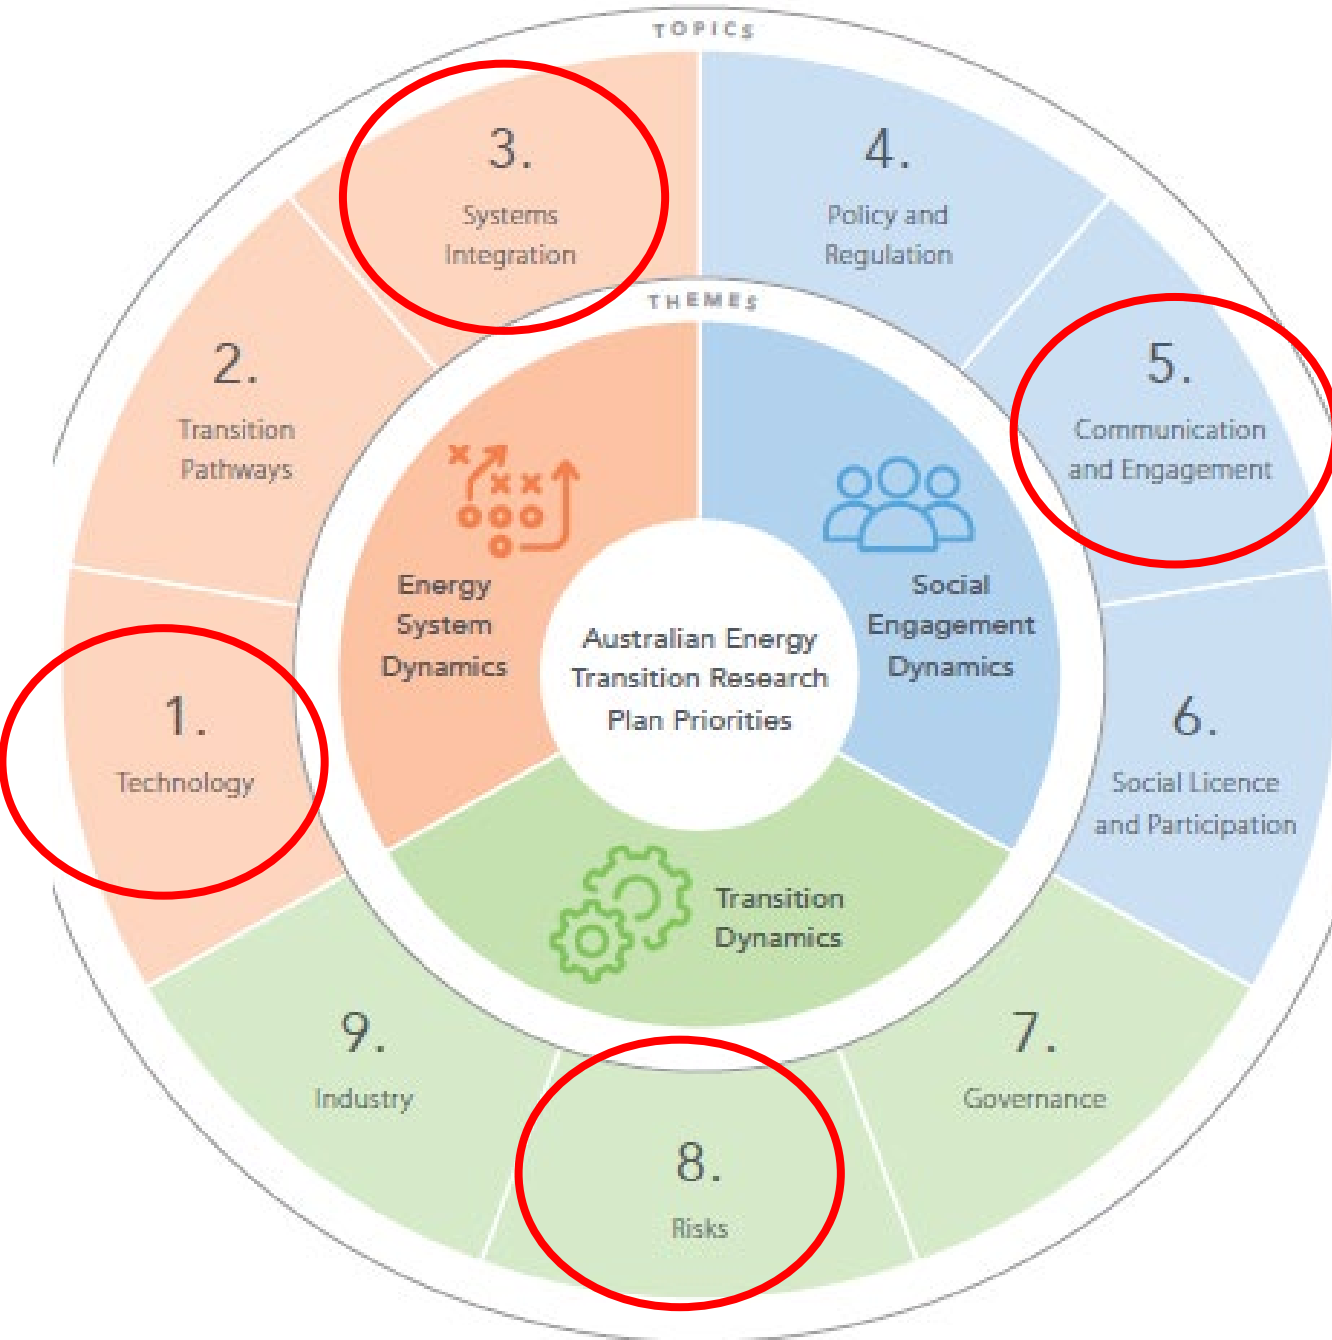 TOPICS
3.
Systems
Integration
4.
Policy and
Regulation
THEMES
2.
Transition
Pathways
5.
Communication
and Engagement
Energy
System
Dynamics
Social
Engagement
Dynamics
Australian Energy
Transition Research
Plan Priorities
1.
Technology
6.
Social Licence
and Participation
Transition
Dynamics
9.
Industry
7.
Governance
8.
Risks